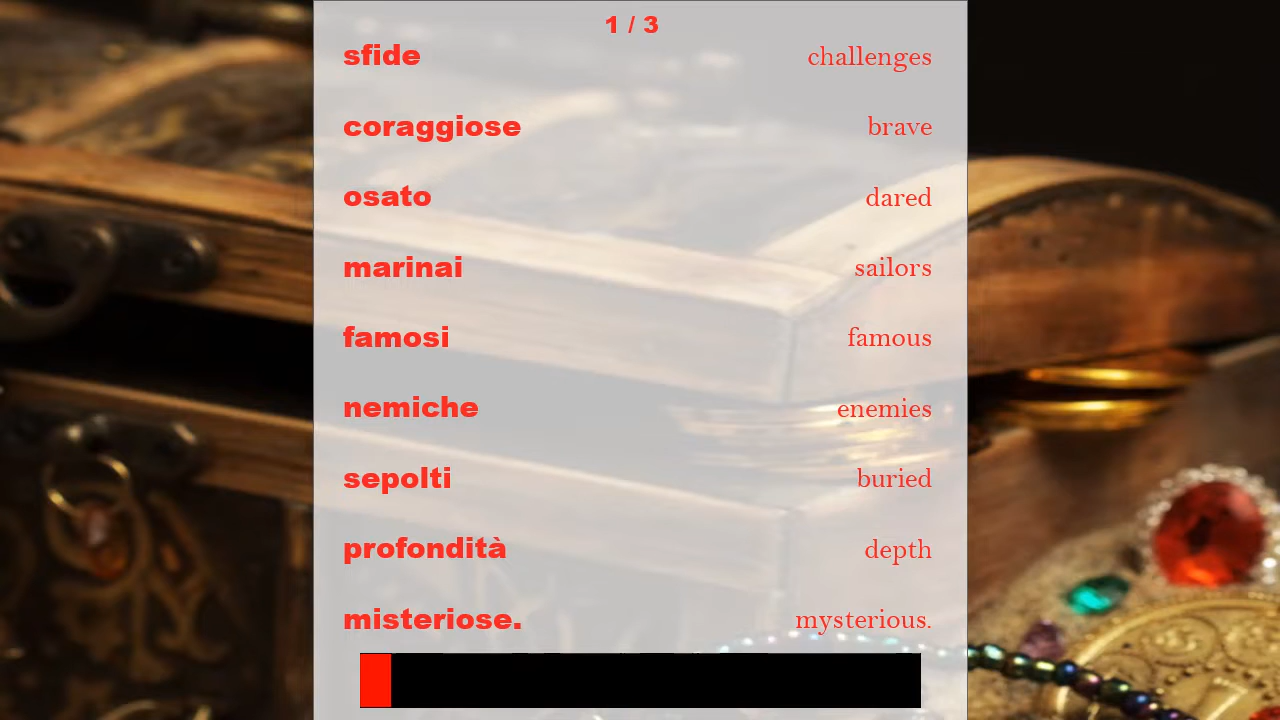 1 / 3
sfide challenges
coraggiose brave
osato dared
marinai sailors
famosi famous
nemiche enemies
sepolti buried
profondità depth
misteriose. mysterious.